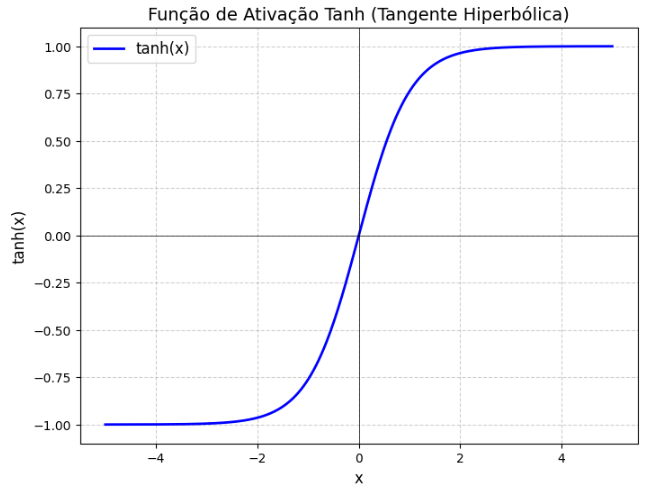 Função de Ativação Tanh (Tangente Hiperbólica)
tanh(x)
1.00
0.75
0.50
0.25
0.00
−0.25
−0.50
−0.75
−1.00
tanh(x)
−4 −2 0 2 4
x